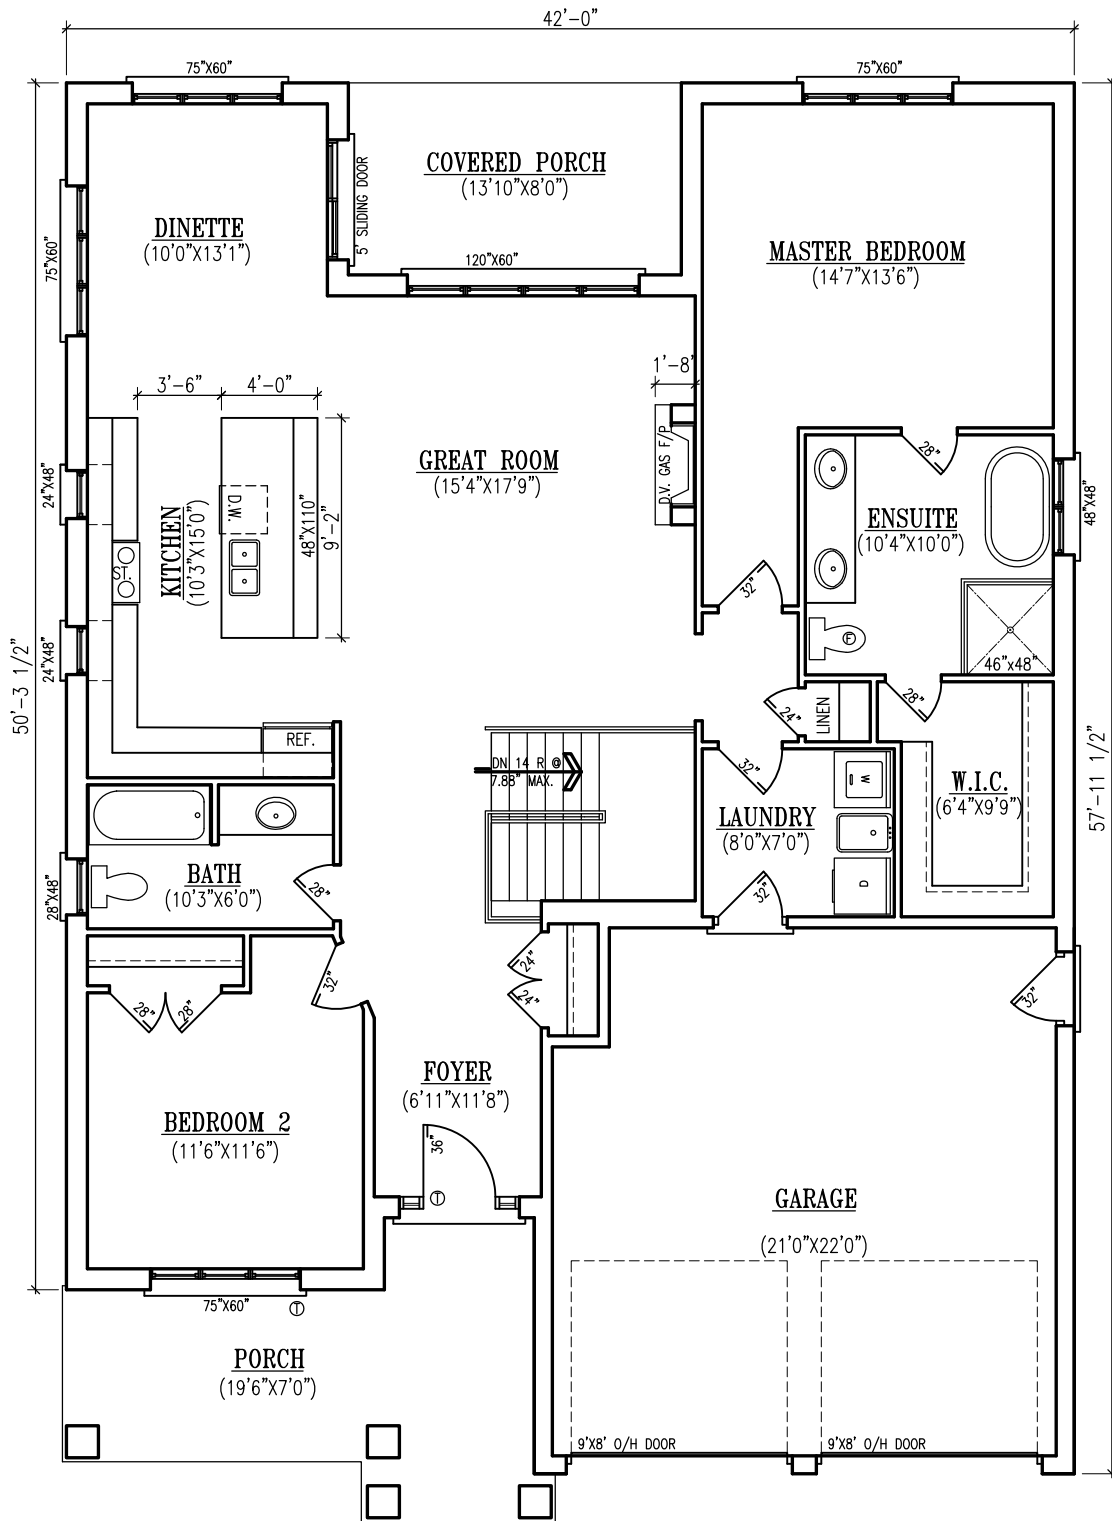 42'-0"
75"X60"
75"X60"
COVERED PORCH
(13'10"X8'0")
5' SLIDING DOOR
DINETTE
(10'0"X13'1")
75"X60"
120"X60"
MASTER BEDROOM
(14'7"X13'6")
1'-8"
3'-6"
4'-0"
D.V. GAS F/P
GREAT ROOM
(15'4"X17'9")
28"
24"X48"
D.W.
48"X110"
9'-2"
KITCHEN
(10'3"X15'0")
ST.
ENSUITE
(10'4"X10'0")
48"X48"
32"
F
46"x48"
24"X48"
50'-3 1/2"
28"
24"
LINEN
REF.
DN 14 R @
7.88" MAX.
32"
W
W.I.C.
(6'4"X9'9")
57'-11 1/2"
LAUNDRY
(8'0"X7'0")
D
BATH
(10'3"X6'0")
28"
28"X48"
32"
24"
24"
32"
28"
28"
32"
FOYER
(6'11"X11'8")
BEDROOM 2
(11'6"X11'6")
36"
T
GARAGE
(21'0"X22'0")
75"X60"
T
PORCH
(19'6"X7'0")
9'X8' O/H DOOR
9'X8' O/H DOOR